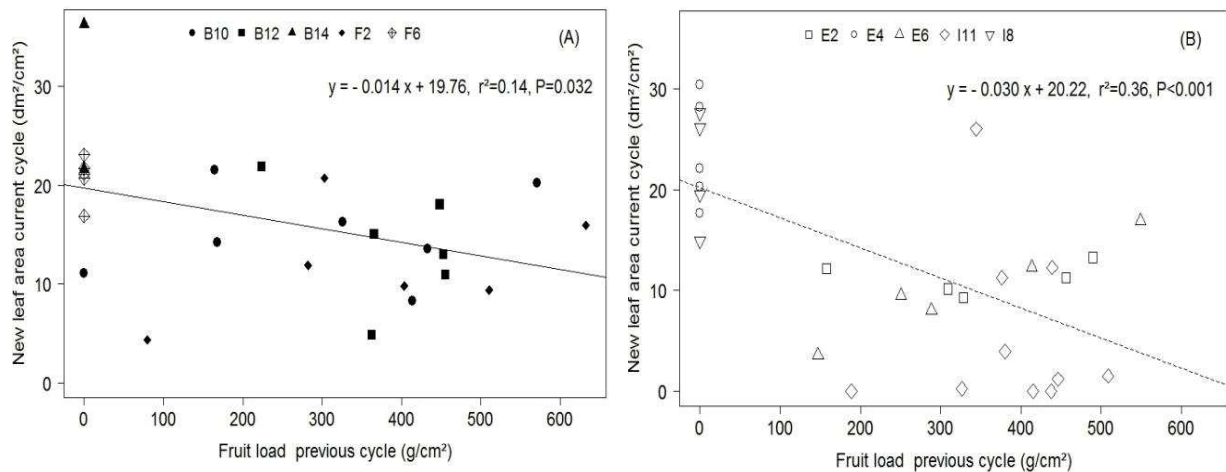 B10 B12 B14 F2 F6
(A)
y = - 0.014 x + 19.76, r²=0.14, P=0.032
New leaf area current cycle (dm²/cm²)
30
20
10
0
0 100 200 300 400 500 600
Fruit load previous cycle (g/cm²)
E2 E4 E6 I11 I8
(B)
y = - 0.030 x + 20.22, r²=0.36, P<0.001
New leaf area current cycle (dm²/cm²)
30
20
10
0
0 100 200 300 400 500 600
Fruit load previous cycle (g/cm²)